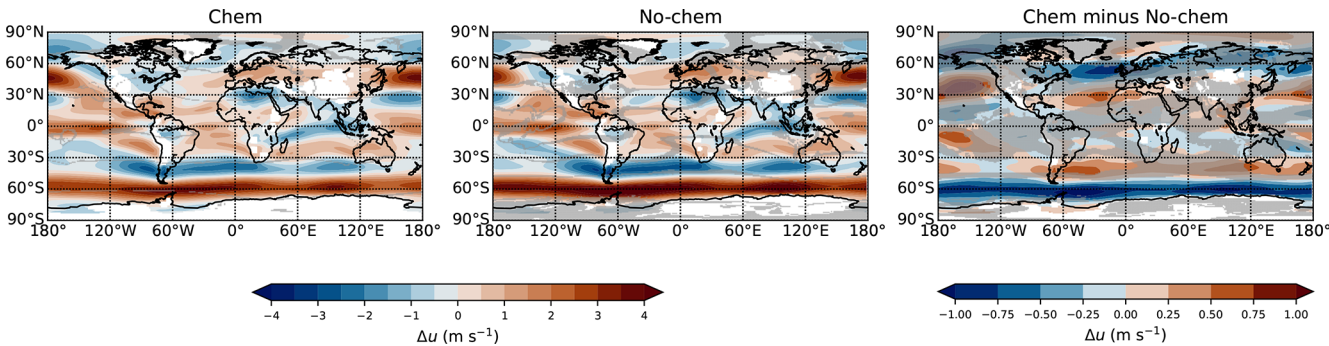 Chem
No-chem
Chem minus No-chem
90°N
60°N
30°N
0°
30°S
60°S
90°S
180°
120°W
60°W
0°
60°E
120°E
180°
90°N
60°N
30°N
0°
30°S
60°S
90°S
180°
120°W
60°W
0°
60°E
120°E
180°
90°N
60°N
30°N
0°
30°S
60°S
90°S
180°
120°W
60°W
0°
60°E
120°E
180°
−4 −3 −2 −1 0 1 2 3 4
Δu (m s⁻¹)
−1.00 −0.75 −0.50 −0.25 0.00 0.25 0.50 0.75 1.00
Δu (m s⁻¹)